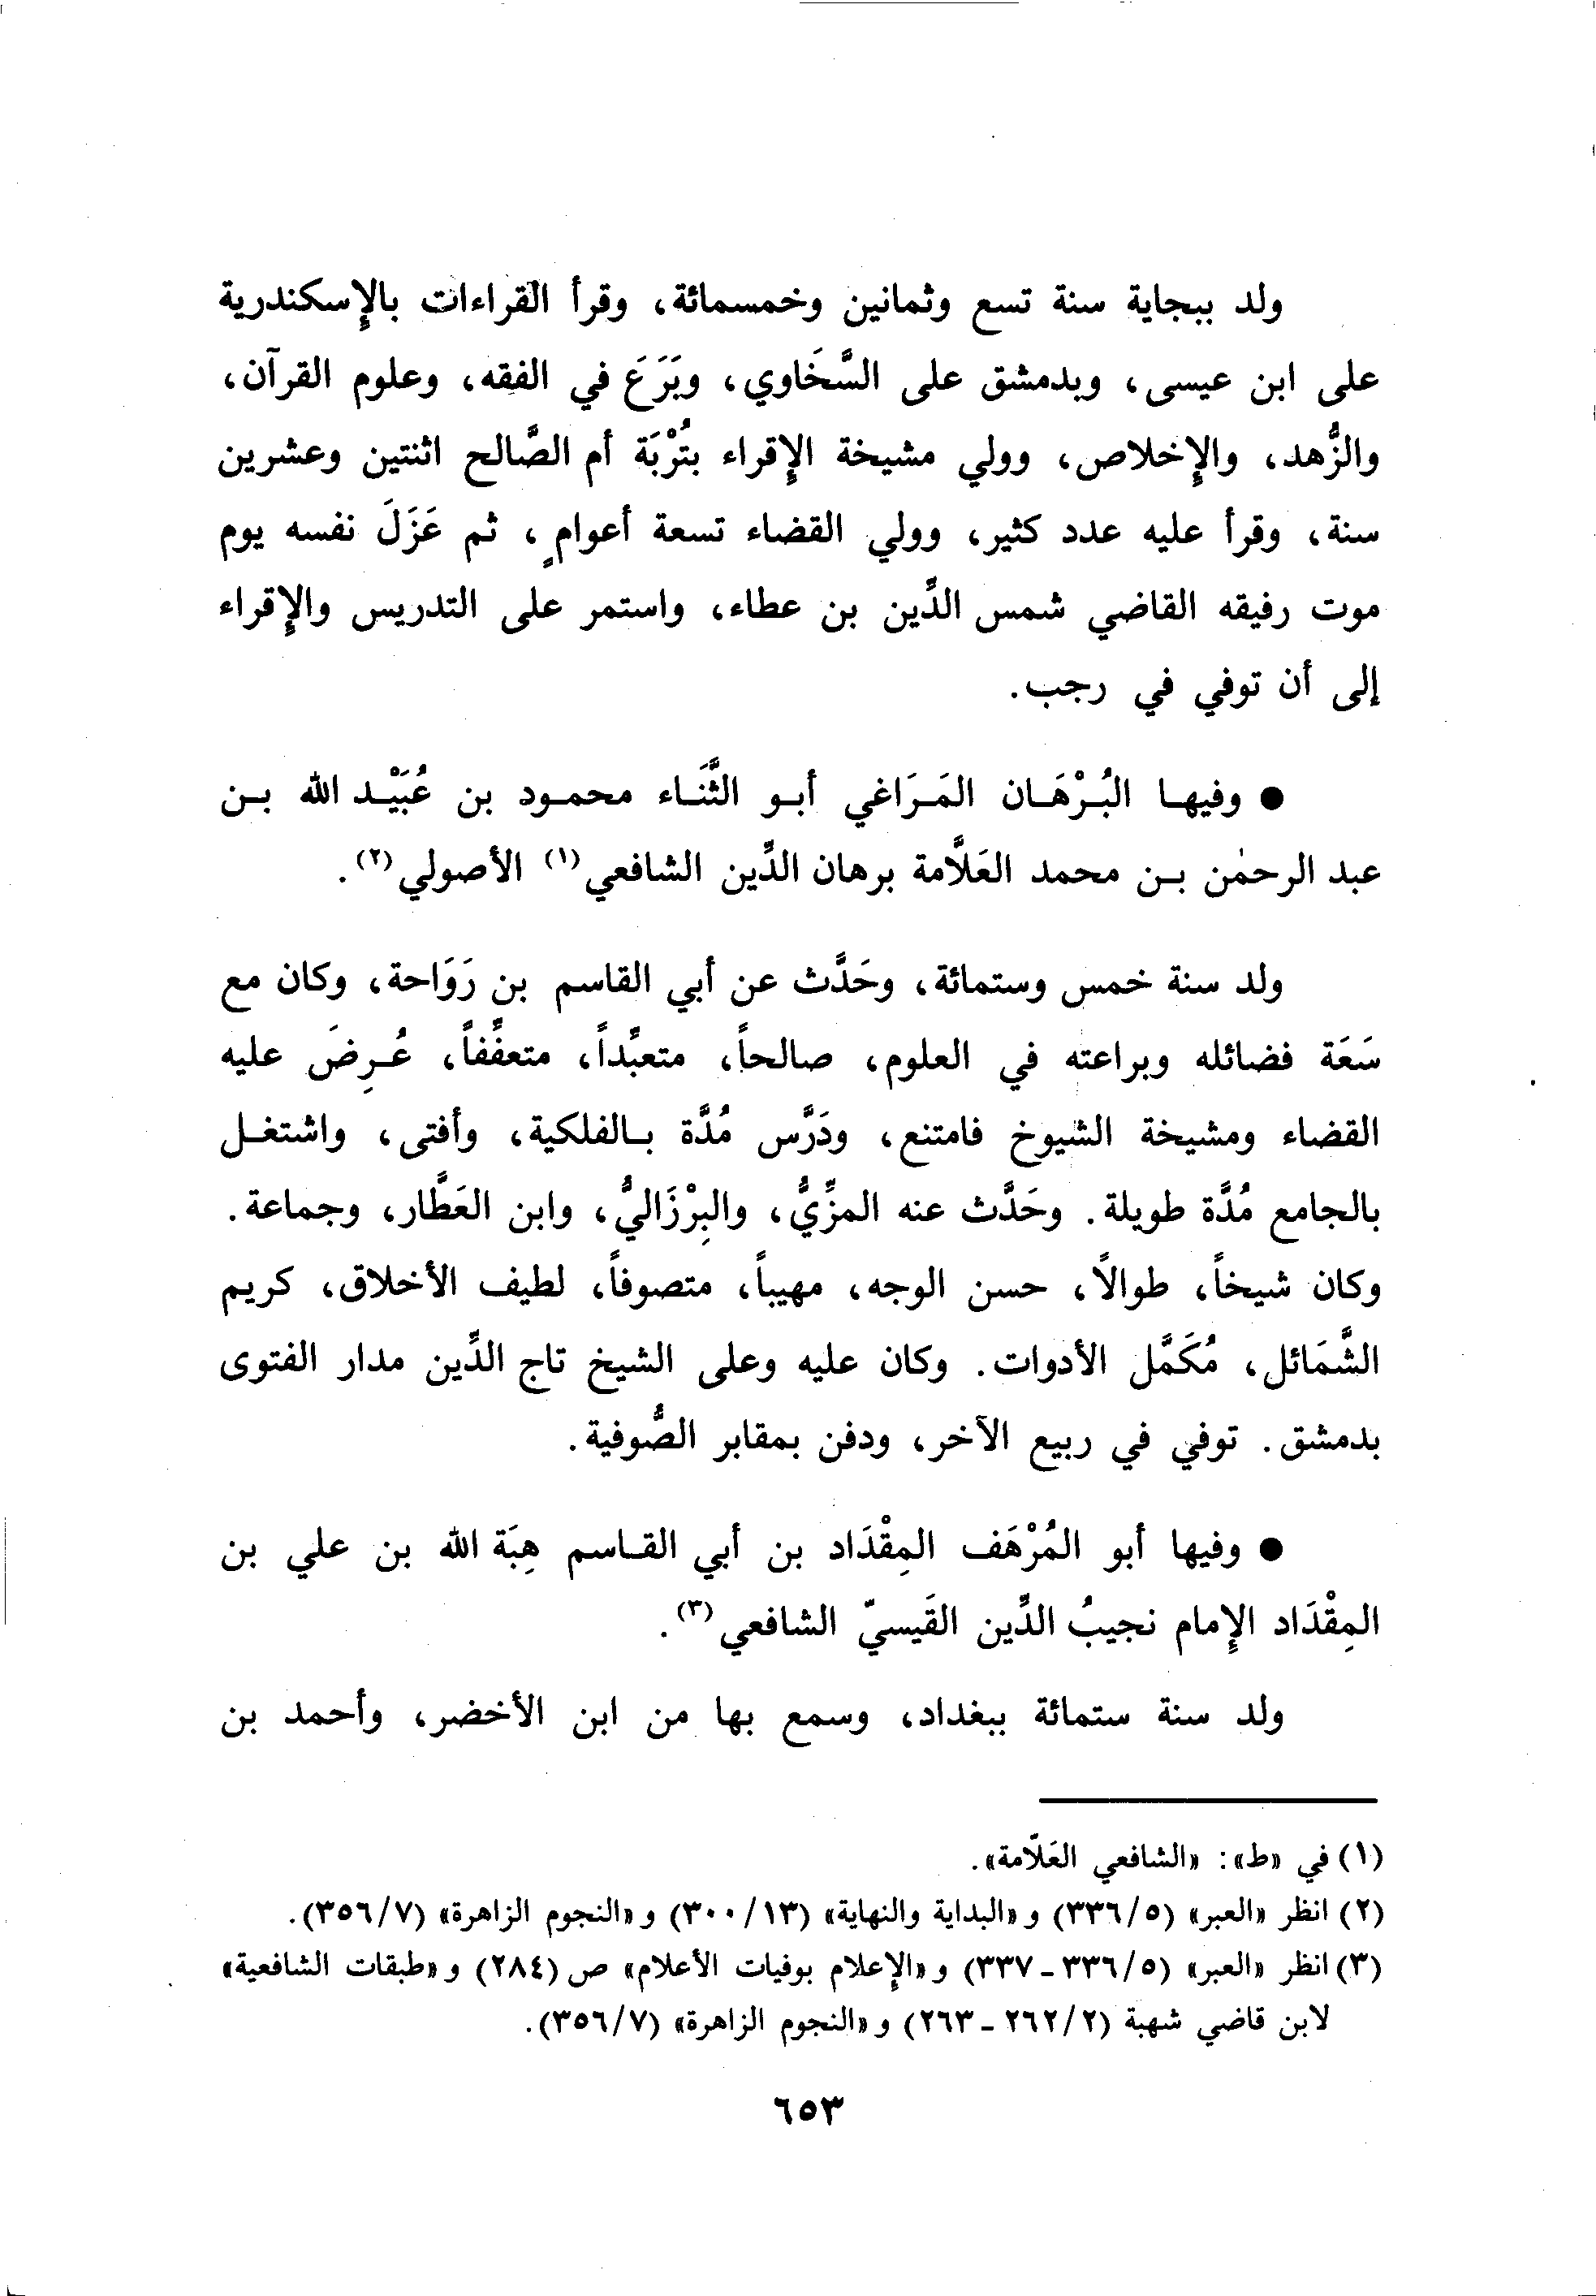 ولد ببجاية سنة تسع وثمانين وخمسمائة، وقرأ القراءات بالإسكندرية
على ابن عيسى، وبدمشق على السَّخَاوي، وبَرَعَ في الفقه، وعلوم القرآن،
والزُّهد، والإخلاص، وولي مشيخة الإقراء بتُرْبَة أم الصَّالح اثنتين وعشرين
سنة، وقرأ عليه عدد كثير، وولي القضاء تسعة أعوامٍ، ثم عَزَلَ نفسه يوم
موت رفيقه القاضي شمس الدِّين بن عطاء، واستمر على التدريس والإقراء
إلى أن توفي في رجب.
● وفيها البُرْهَان المَرَاغي أبو الثَّنَاء محمود بن عُبَيْد الله بن
عبد الرحمٰن بن محمد العَلاَّمة برهان الدِّين الشافعي(١) الأصولي(٢).
ولد سنة خمس وستمائة، وحَدَّث عن أبي القاسم بن رَوَاحة، وكان مع
سَعَة فضائله وبراعته في العلوم، صالحاً، متعبِّداً، متعفِّفاً، عُرِضَ عليه
القضاء ومشيخة الشيوخ فامتنع، ودَرَّس مُدَّة بالفلكية، وأفتى، واشتغل
بالجامع مُدَّة طويلة. وحَدَّث عنه المزِّيُّ، والبِرْزَاليُّ، وابن العَطَّار، وجماعة.
وكان شيخاً، طوالاً، حسن الوجه، مهيباً، متصوفاً، لطيف الأخلاق، كريم
الشَّمَائل، مُكَمَّل الأدوات. وكان عليه وعلى الشيخ تاج الدِّين مدار الفتوى
بدمشق. توفي في ربيع الآخر، ودفن بمقابر الصُّوفية.
● وفيها أبو المُرْهَف المِقْدَاد بن أبي القاسم هِبَة الله بن علي بن
المِقْدَاد الإمام نجيبُ الدِّين القَيسيّ الشافعي(٣).
ولد سنة ستمائة ببغداد، وسمع بها من ابن الأخضر، وأحمد بن
(١) في «ط»: «الشافعي العَلاّمة».
(٢) انظر «العبر» (٣٣٦/٥) و«البداية والنهاية» (٣٠٠/١٣) و«النجوم الزاهرة» (٣٥٦/٧).
(٣) انظر «العبر» (٣٣٦/٥ ـ ٣٣٧) و«الإعلام بوفيات الأعلام» ص (٢٨٤) و«طبقات الشافعية»
لابن قاضي شهبة (٢٦٢/٢ ـ ٢٦٣) و«النجوم الزاهرة» (٣٥٦/٧).
٦٥٣